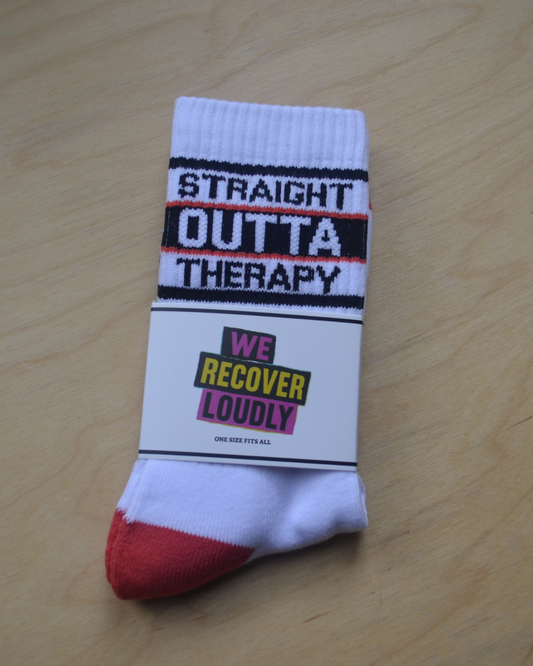 STRAIGHT
OUTTA
THERAPY
WE
RECOVER
LOUDLY
ONE SIZE FITS ALL